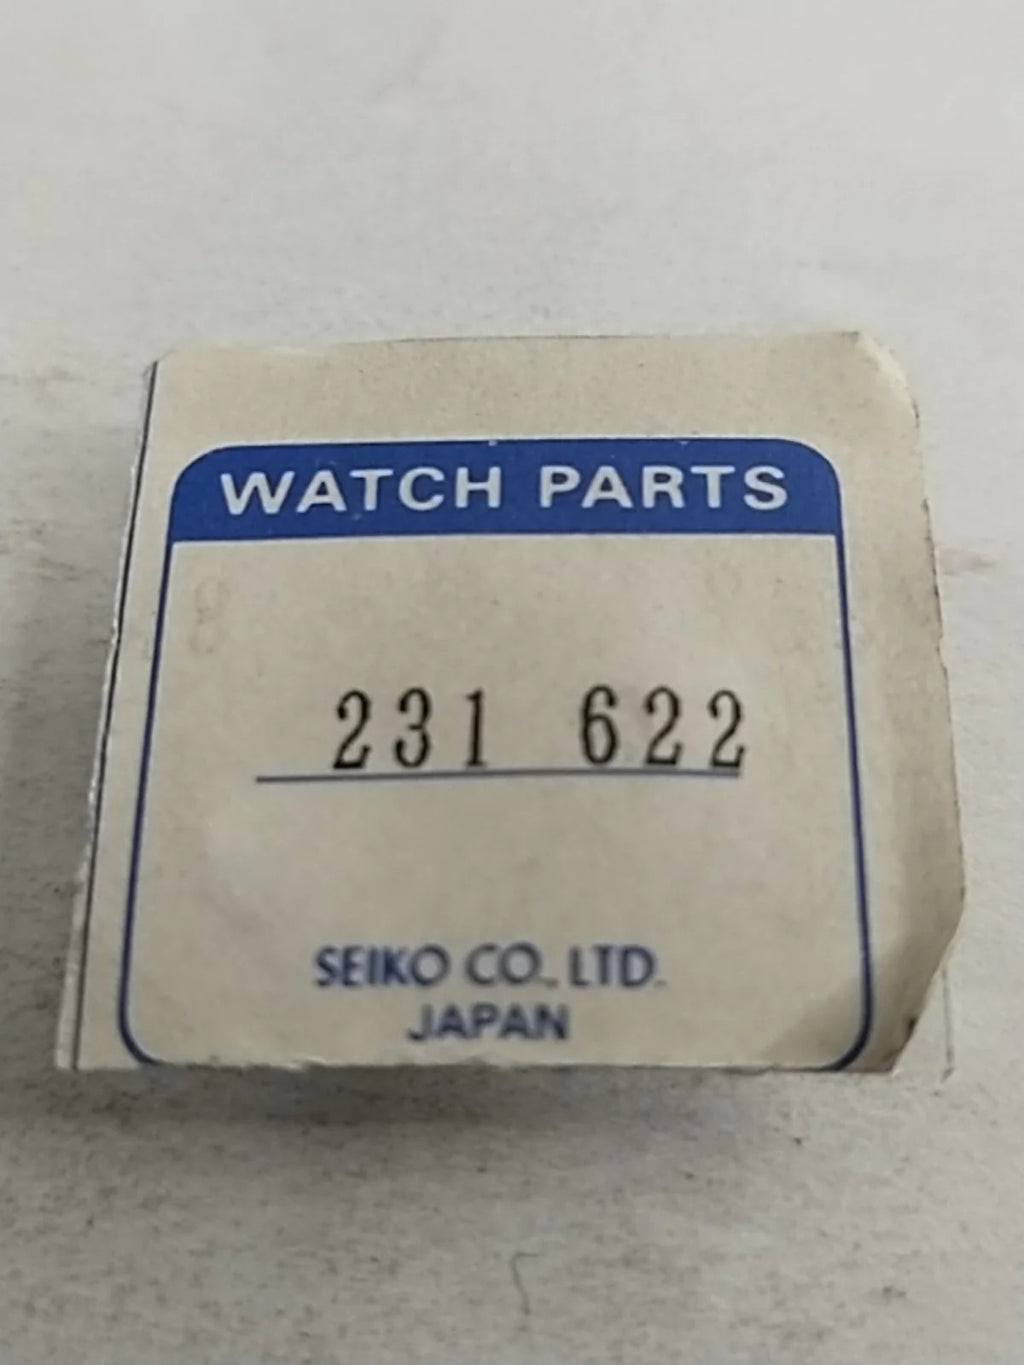 WATCH PARTS
231 622
SEIKO CO., LTD.
JAPAN